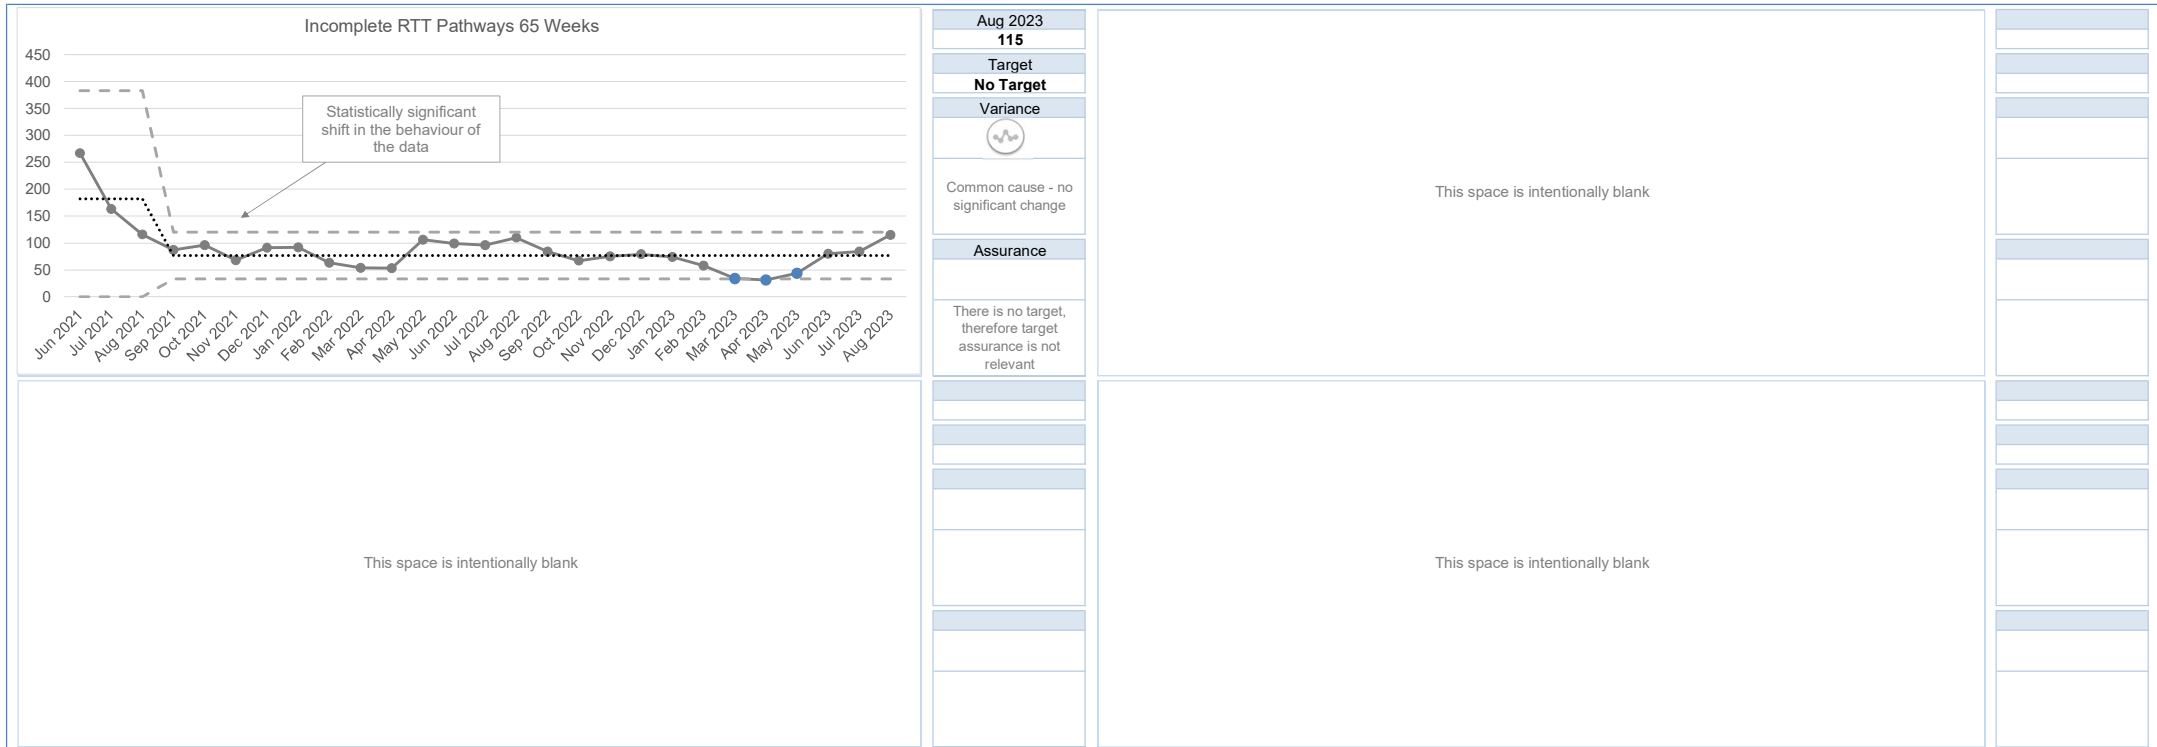 Incomplete RTT Pathways 65 Weeks
450
400
350
300
250
200
150
100
50
0
Statistically significant
shift in the behaviour of
the data
Jun 2021
Jul 2021
Aug 2021
Sep 2021
Oct 2021
Nov 2021
Dec 2021
Jan 2022
Feb 2022
Mar 2022
Apr 2022
May 2022
Jun 2022
Jul 2022
Aug 2022
Sep 2022
Oct 2022
Nov 2022
Dec 2022
Jan 2023
Feb 2023
Mar 2023
Apr 2023
May 2023
Jun 2023
Jul 2023
Aug 2023
Aug 2023
115
Target
No Target
Variance
Common cause - no
significant change
Assurance
There is no target,
therefore target
assurance is not
relevant
This space is intentionally blank
This space is intentionally blank
This space is intentionally blank